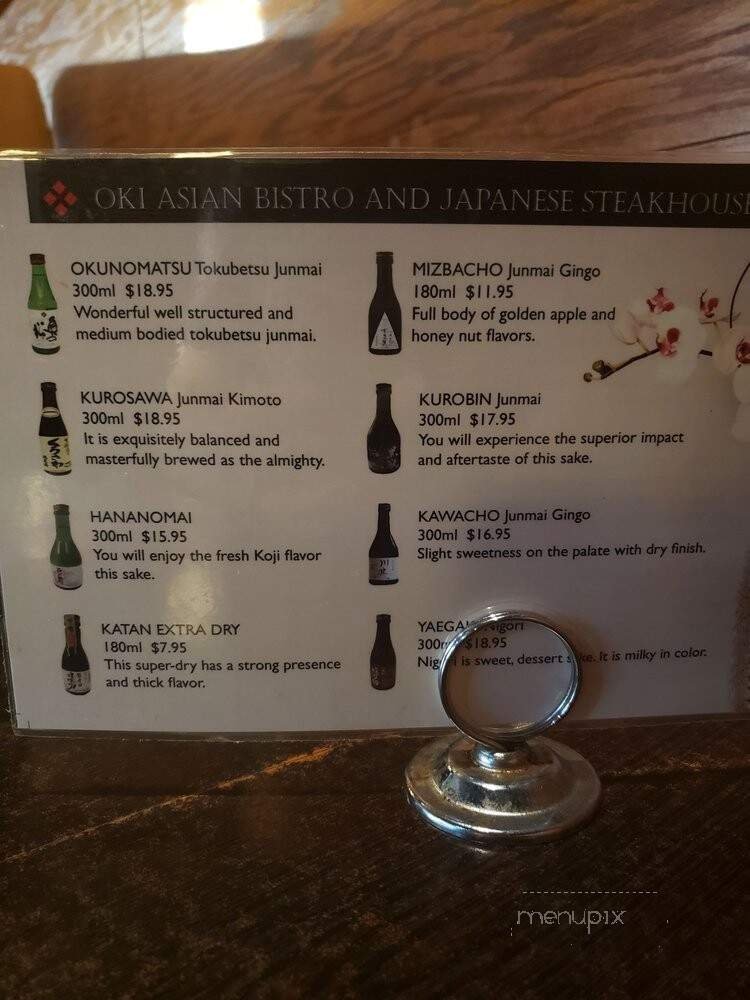 OKI ASIAN BISTRO AND JAPANESE STEAKHOUSE
OKUNOMATSU Tokubetsu Junmai
300ml $18.95
Wonderful well structured and
medium bodied tokubetsu junmai.
KUROSAWA Junmai Kimoto
300ml $18.95
It is exquisitely balanced and
masterfully brewed as the almighty.
HANANOMAI
300ml $15.95
You will enjoy the fresh Koji flavor
this sake.
KATAN EXTRA DRY
180ml $7.95
This super-dry has a strong presence
and thick flavor.
MIZBACHO Junmai Gingo
180ml $11.95
Full body of golden apple and
honey nut flavors.
KUROBIN Junmai
300ml $17.95
You will experience the superior impact
and aftertaste of this sake.
KAWACHO Junmai Gingo
300ml $16.95
Slight sweetness on the palate with dry finish.
Nigori
300ml $18.95
Nigori is sweet, dessert sake. It is milky in color.
menupix